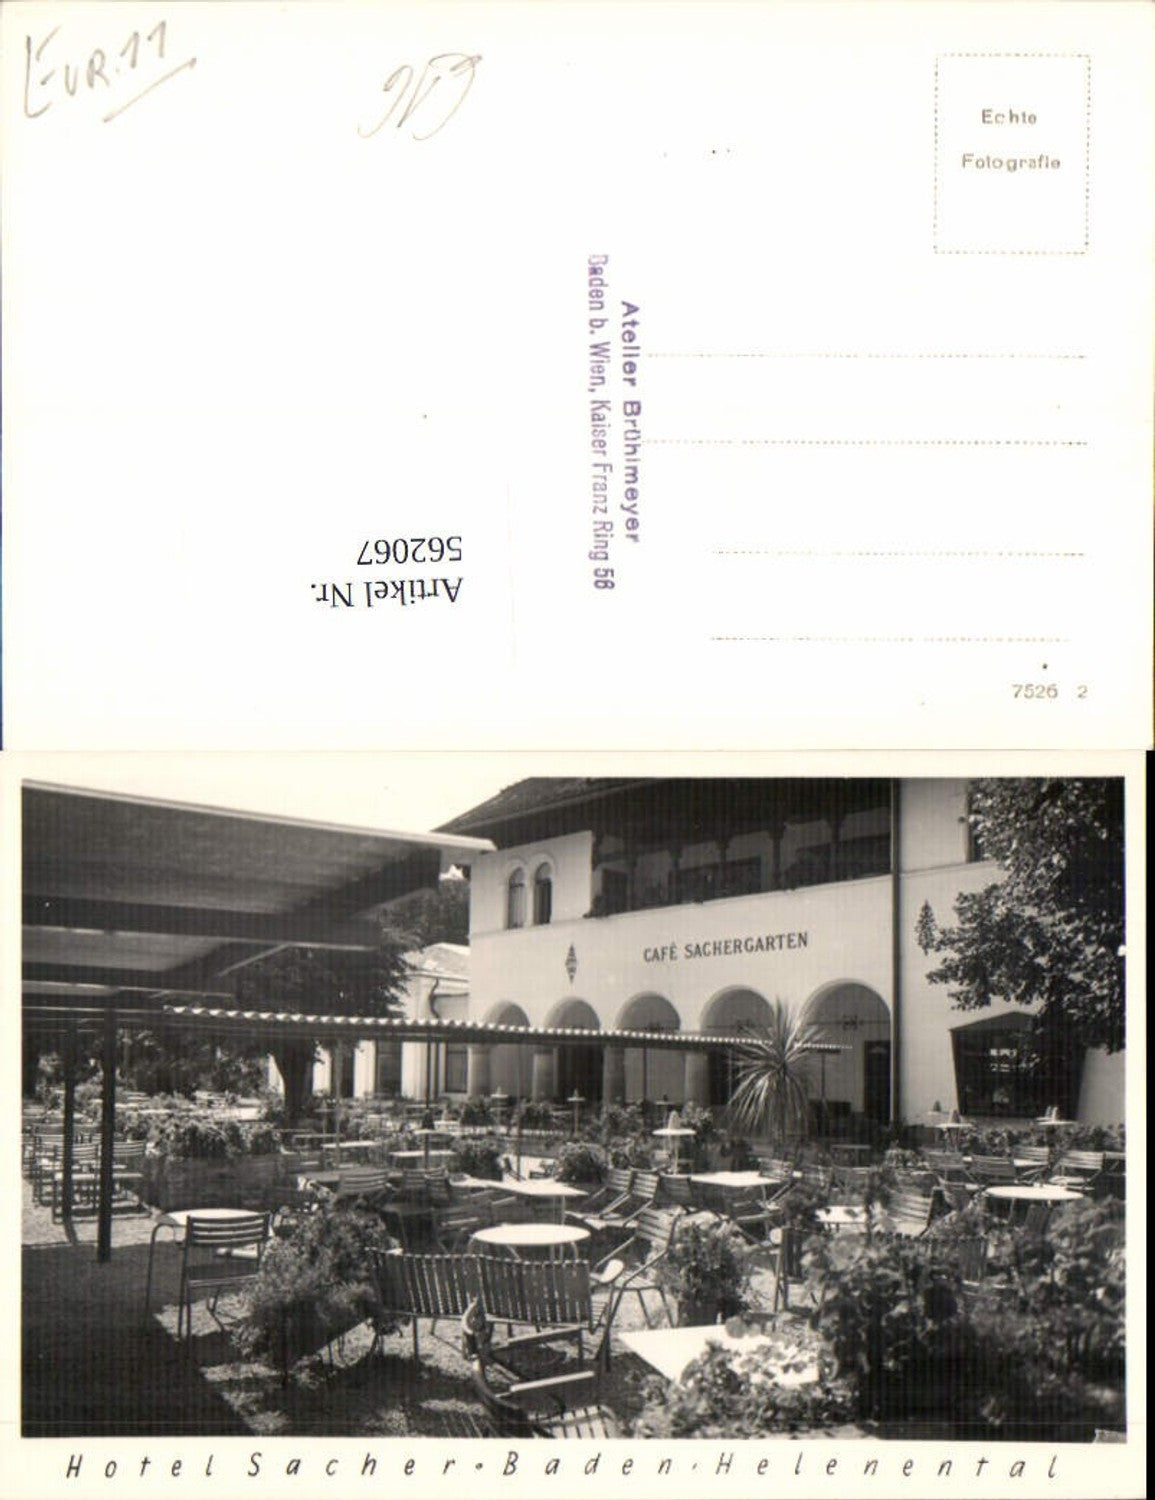 EUR.11
Echte
Fotografie
Atelier Brühlmeyer
Baden b. Wien, Kaiser Franz Ring 56
Artikel Nr.
562067
7526 2
CAFÉ SACHERGARTEN
Hotel Sacher · Baden · Helenental